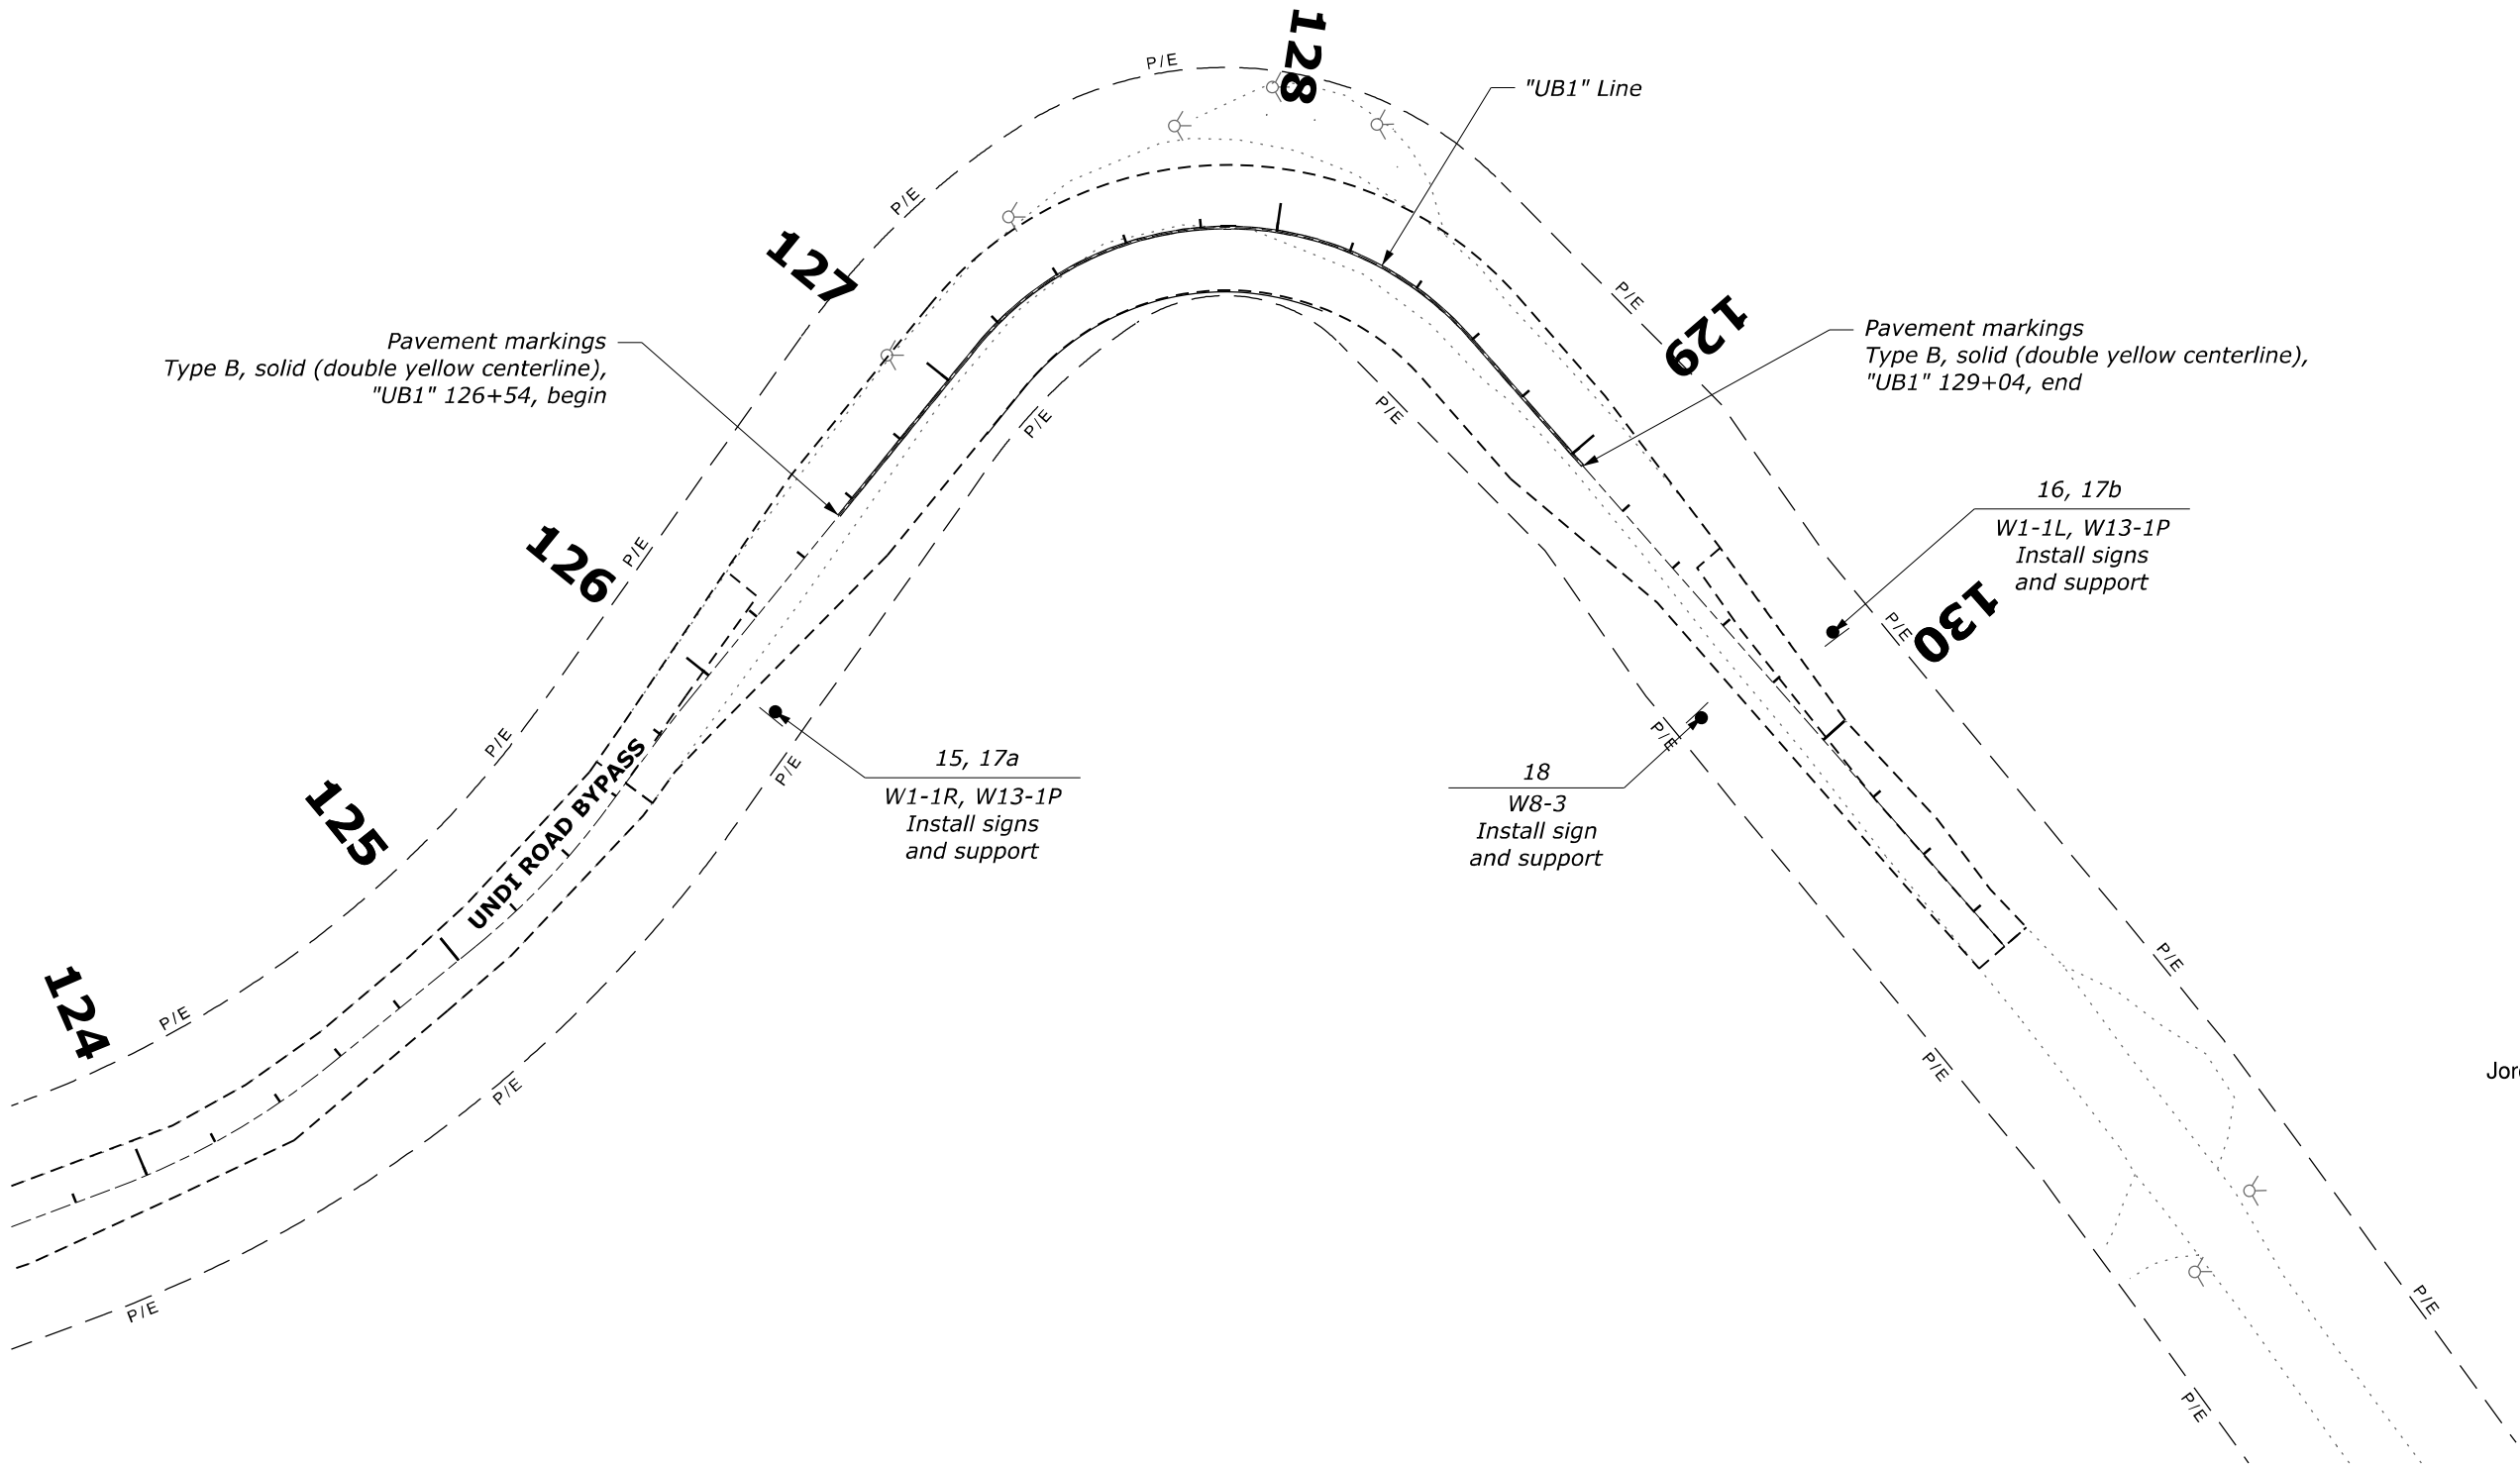 128
P/E
"UB1" Line
P/E
127
P/E
129
Pavement markings
Type B, solid (double yellow centerline),
"UB1" 126+54, begin
Pavement markings
Type B, solid (double yellow centerline),
"UB1" 129+04, end
P/E
P/E
16, 17b
W1-1L, W13-1P
Install signs
and support
126
P/E
130
P/E
P/E
P/E
P/E
15, 17a
W1-1R, W13-1P
Install signs
and support
18
W8-3
Install sign
and support
125
UNDI ROAD BYPASS
P/E
124
P/E
P/E
P/E
Jor
P/E
P/E
P/E